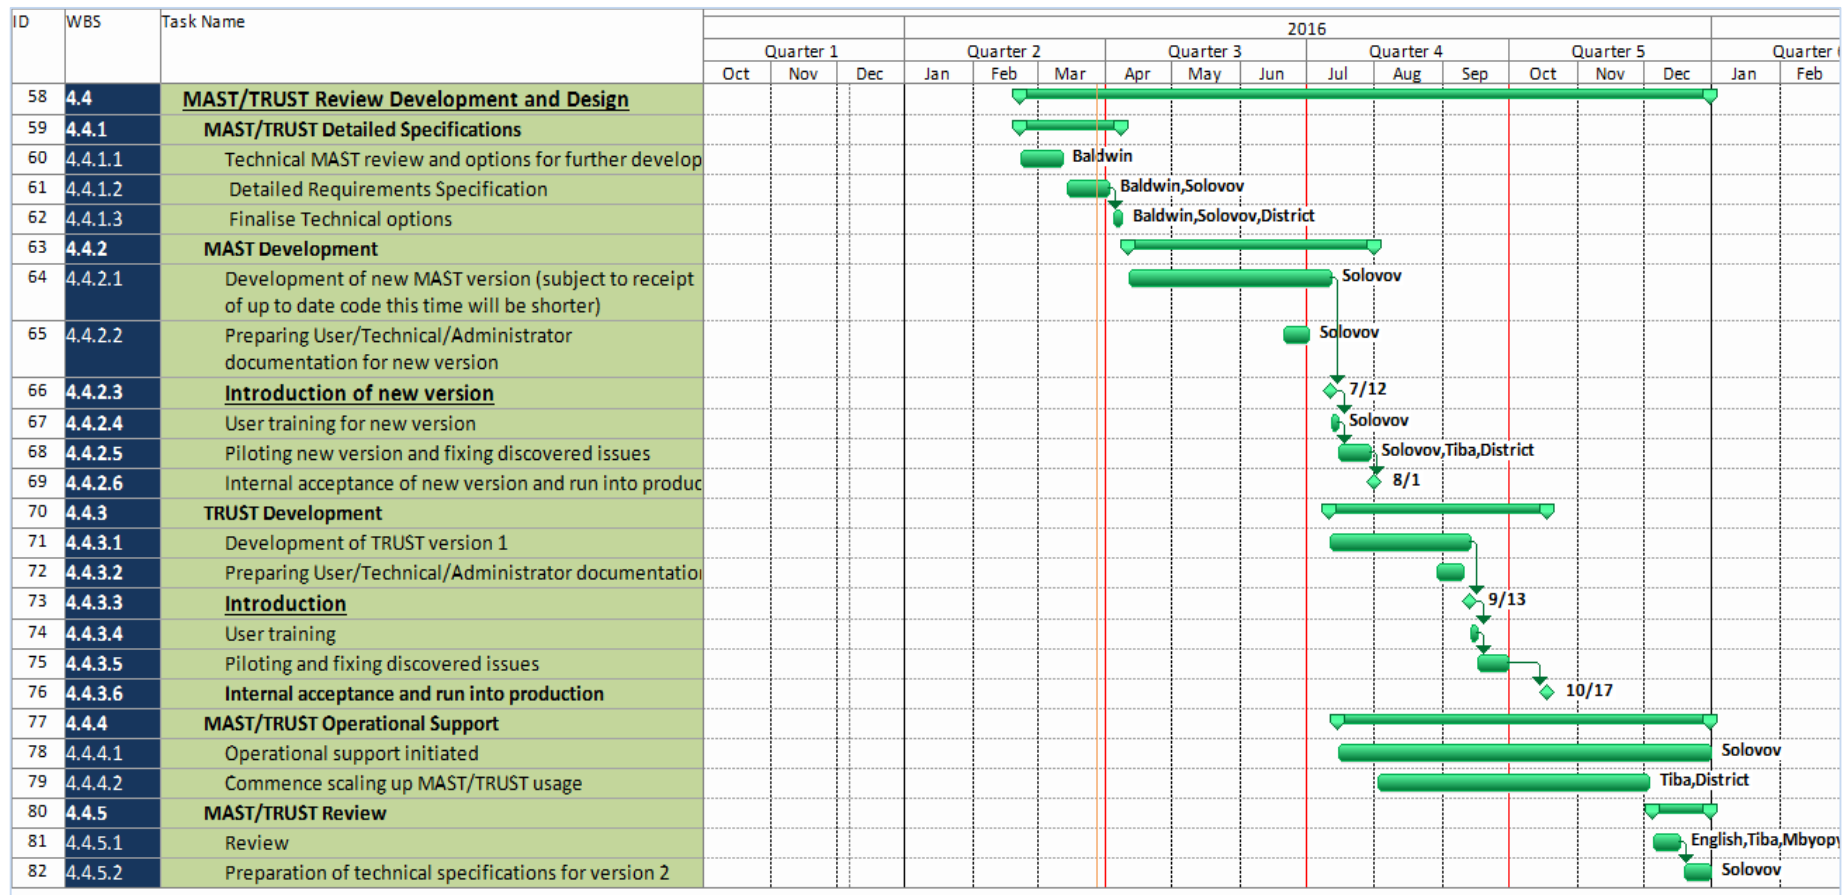 ID WBS Task Name
2016
Quarter 1 Quarter 2 Quarter 3 Quarter 4 Quarter 5 Quarter
Oct Nov Dec Jan Feb Mar Apr May Jun Jul Aug Sep Oct Nov Dec Jan Feb
58 4.4 MAST/TRUST Review Development and Design
59 4.4.1 MAST/TRUST Detailed Specifications
60 4.4.1.1 Technical MAST review and options for further develop Baldwin
61 4.4.1.2 Detailed Requirements Specification Baldwin,Solovov
62 4.4.1.3 Finalise Technical options Baldwin,Solovov,District
63 4.4.2 MAST Development
64 4.4.2.1 Development of new MAST version (subject to receipt Solovov
of up to date code this time will be shorter)
65 4.4.2.2 Preparing User/Technical/Administrator Solovov
documentation for new version
66 4.4.2.3 Introduction of new version 7/12
67 4.4.2.4 User training for new version Solovov
68 4.4.2.5 Piloting new version and fixing discovered issues Solovov,Tiba,District
69 4.4.2.6 Internal acceptance of new version and run into produc 8/1
70 4.4.3 TRUST Development
71 4.4.3.1 Development of TRUST version 1
72 4.4.3.2 Preparing User/Technical/Administrator documentation
73 4.4.3.3 Introduction 9/13
74 4.4.3.4 User training
75 4.4.3.5 Piloting and fixing discovered issues
76 4.4.3.6 Internal acceptance and run into production 10/17
77 4.4.4 MAST/TRUST Operational Support
78 4.4.4.1 Operational support initiated Solovov
79 4.4.4.2 Commence scaling up MAST/TRUST usage Tiba,District
80 4.4.5 MAST/TRUST Review
81 4.4.5.1 Review English,Tiba,Mbyopy
82 4.4.5.2 Preparation of technical specifications for version 2 Solovov